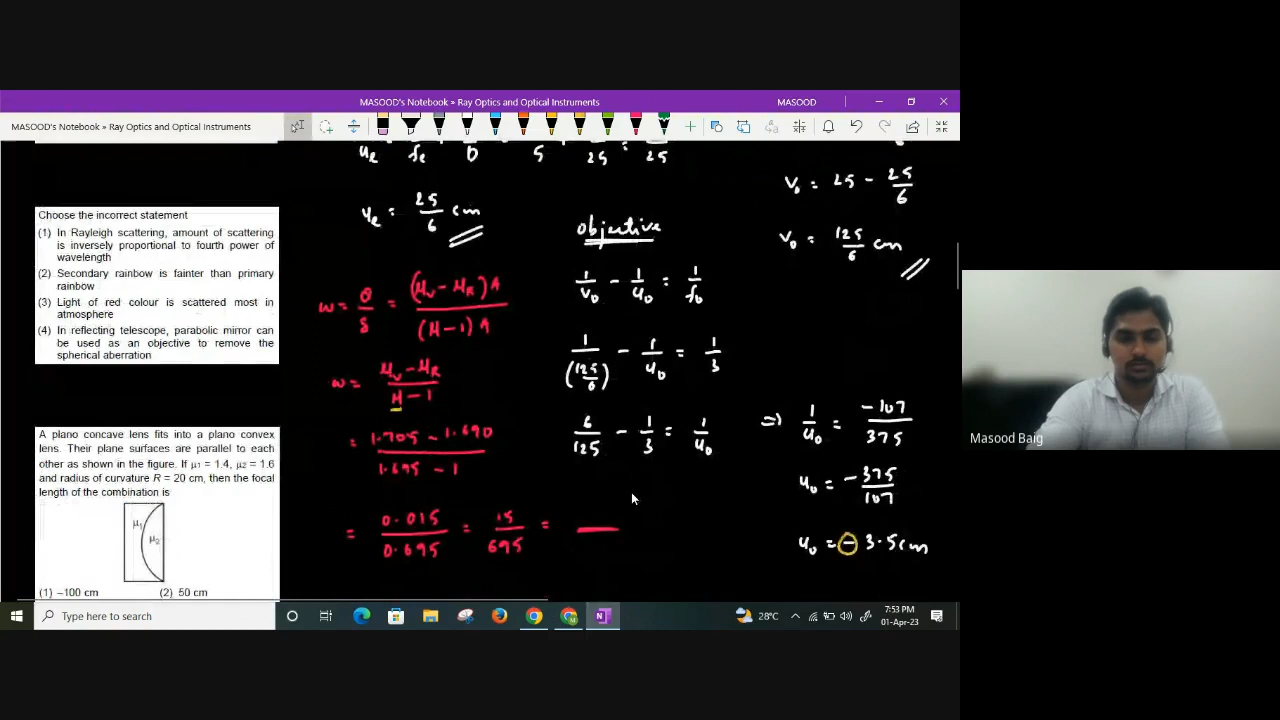 MASOOD's Notebook » Ray Optics and Optical Instruments
MASOOD
MASOOD's Notebook » Ray Optics and Optical Instruments
Choose the incorrect statement
(1) In Rayleigh scattering, amount of scattering
is inversely proportional to fourth power of
wavelength
(2) Secondary rainbow is fainter than primary
rainbow
(3) Light of red colour is scattered most in
atmosphere
(4) In reflecting telescope, parabolic mirror can
be used as an objective to remove the
spherical aberration
A plano concave lens fits into a plano convex
lens. Their plane surfaces are parallel to each
other as shown in the figure. If μ1 = 1.4, μ2 = 1.6
and radius of curvature R = 20 cm, then the focal
length of the combination is
μ1
μ2
(1) –100 cm (2) 50 cm
ue fe D 5 25 25
ue = 25/6 cm
ω = θ/δ = (μv − μR)A / (μ − 1)A
ω = (μv − μR) / (μ − 1)
= (1.705 − 1.690) / (1.695 − 1)
= 0.015/0.695 = 15/695 =
objective
1/v0 − 1/u0 = 1/f0
1/(125/6) − 1/u0 = 1/3
6/125 − 1/3 = 1/u0
v0 = 25 − 25/6
v0 = 125/6 cm
⇒ 1/u0 = −107/375
u0 = −375/107
u0 = − 3.5 cm
Masood Baig
Type here to search
28°C
7:53 PM
01-Apr-23